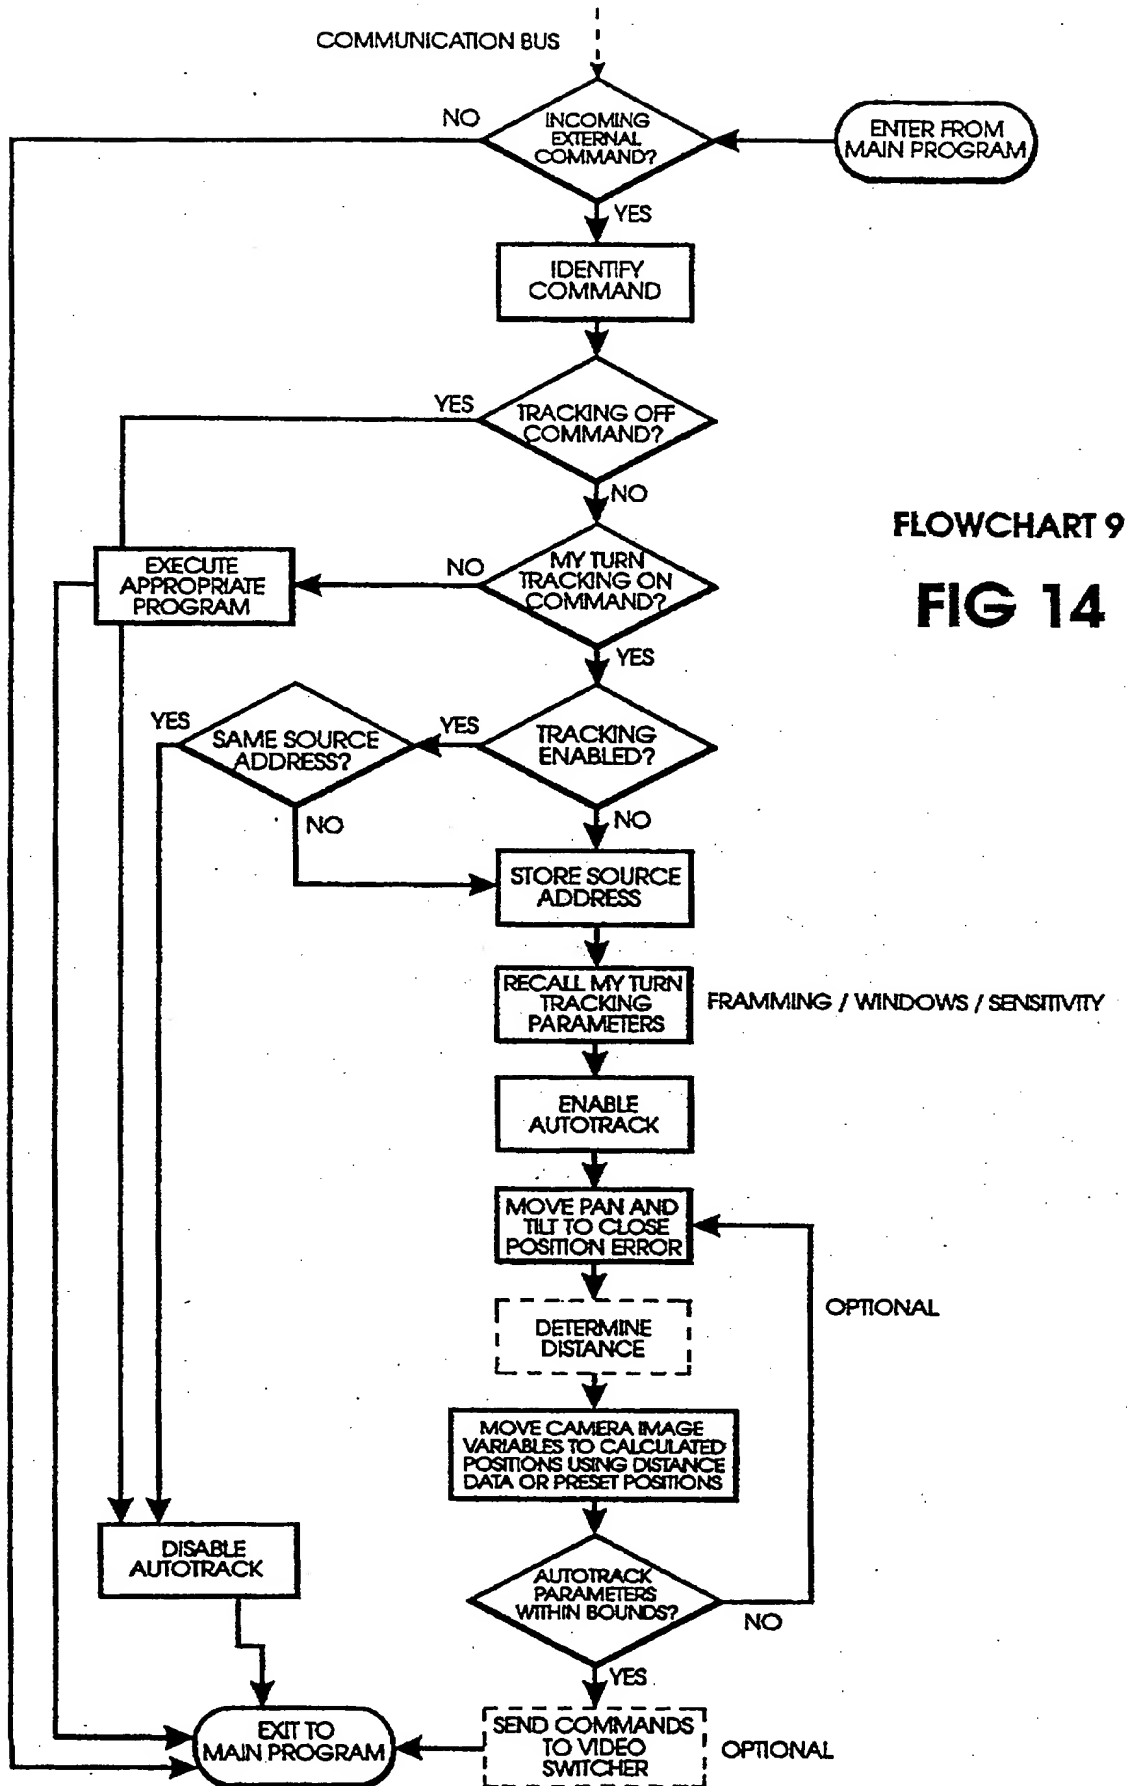 COMMUNICATION BUS
NO
INCOMING
EXTERNAL
COMMAND?
ENTER FROM
MAIN PROGRAM
YES
IDENTIFY
COMMAND
YES
TRACKING OFF
COMMAND?
NO
FLOWCHART 9
FIG 14
EXECUTE
APPROPRIATE
PROGRAM
NO
MY TURN
TRACKING ON
COMMAND?
YES
YES
SAME SOURCE
ADDRESS?
YES
TRACKING
ENABLED?
NO
NO
STORE SOURCE
ADDRESS
RECALL MY TURN
TRACKING
PARAMETERS
FRAMMING / WINDOWS / SENSITIVITY
ENABLE
AUTOTRACK
MOVE PAN AND
TILT TO CLOSE
POSITION ERROR
OPTIONAL
DETERMINE
DISTANCE
MOVE CAMERA IMAGE
VARIABLES TO CALCULATED
POSITIONS USING DISTANCE
DATA OR PRESET POSITIONS
DISABLE
AUTOTRACK
AUTOTRACK
PARAMETERS
WITHIN BOUNDS?
NO
YES
EXIT TO
MAIN PROGRAM
SEND COMMANDS
TO VIDEO
SWITCHER
OPTIONAL